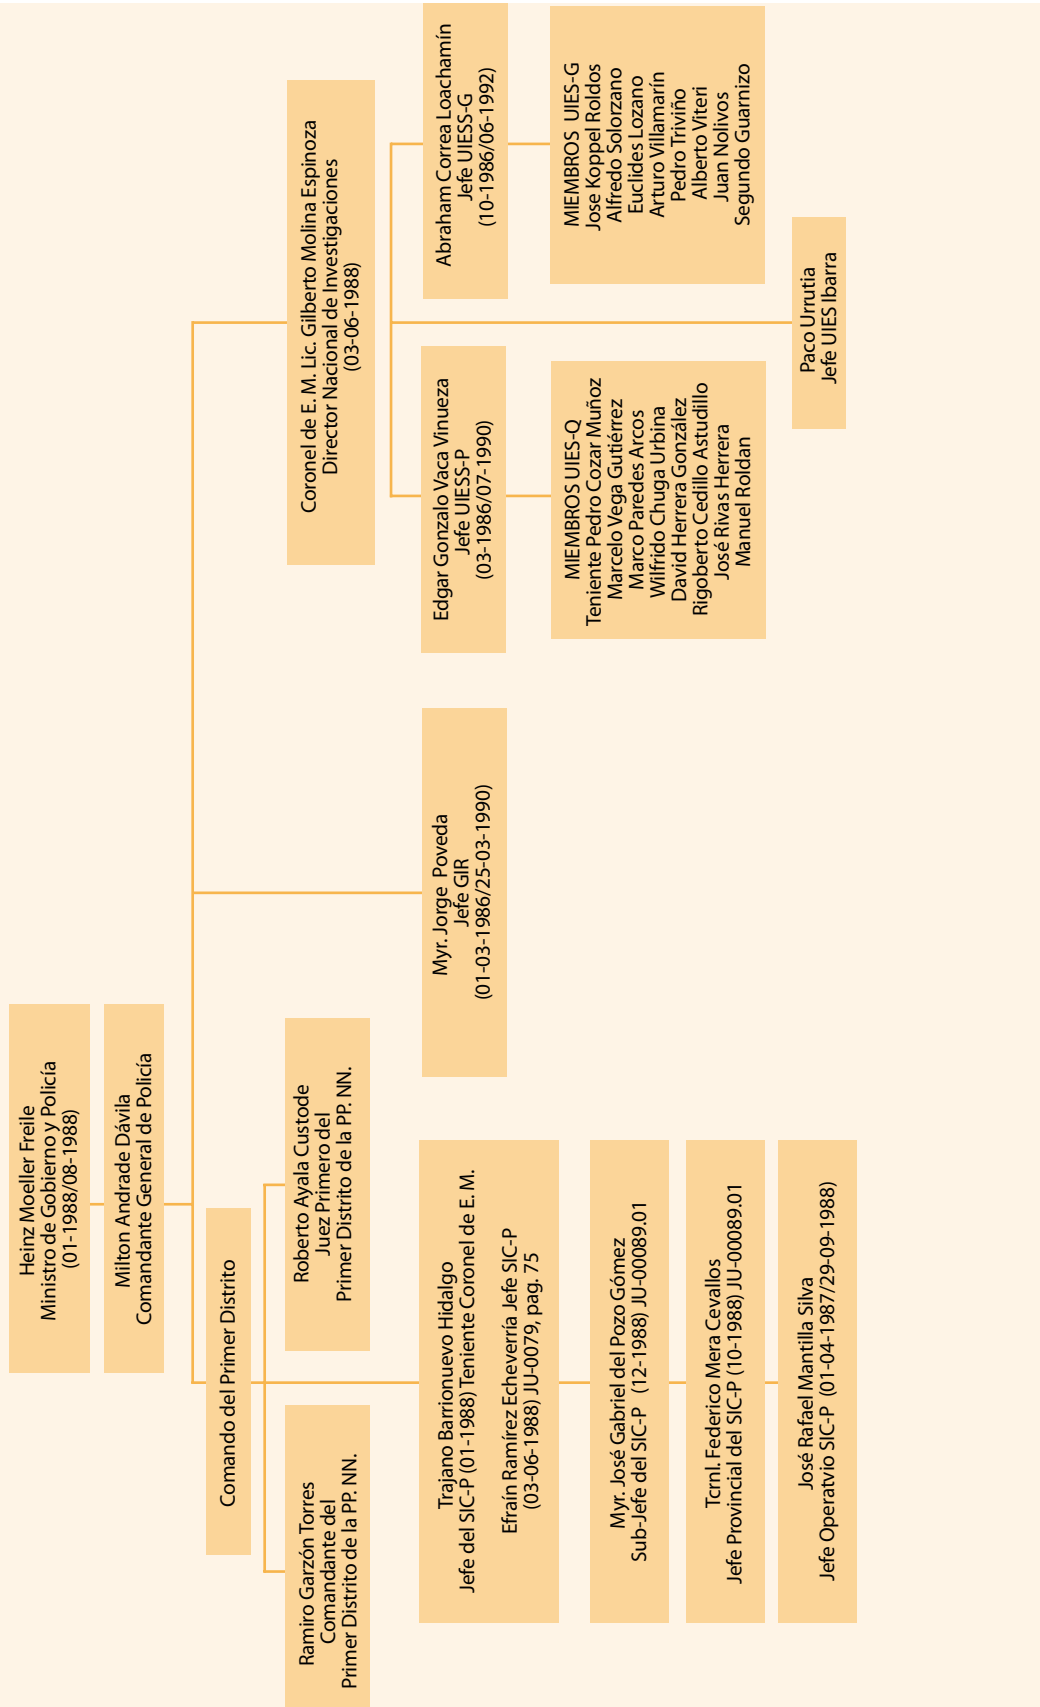 Heinz Moeller Freile
Ministro de Gobierno y Policía
(01-1988/08-1988)
Milton Andrade Dávila
Comandante General de Policía
Comando del Primer Distrito
Ramiro Garzón Torres
Comandante del
Primer Distrito de la PP. NN.
Roberto Ayala Custode
Juez Primero del
Primer Distrito de la PP. NN.
Trajano Barrionuevo Hidalgo
Jefe del SIC-P (01-1988) Teniente Coronel de E. M.
Efraín Ramírez Echeverría Jefe SIC-P
(03-06-1988) JU-0079, pag. 75
Myr. José Gabriel del Pozo Gómez
Sub-Jefe del SIC-P (12-1988) JU-00089.01
Tcrnl. Federico Mera Cevallos
Jefe Provincial del SIC-P (10-1988) JU-00089.01
José Rafael Mantilla Silva
Jefe Operatvio SIC-P (01-04-1987/29-09-1988)
Myr. Jorge Poveda
Jefe GIR
(01-03-1986/25-03-1990)
Coronel de E. M. Lic. Gilberto Molina Espinoza
Director Nacional de Investigaciones
(03-06-1988)
Edgar Gonzalo Vaca Vinueza
Jefe UIESS-P
(03-1986/07-1990)
MIEMBROS UIES-Q
Teniente Pedro Cozar Muñoz
Marcelo Vega Gutiérrez
Marco Paredes Arcos
Wilfrido Chuga Urbina
David Herrera González
Rigoberto Cedillo Astudillo
José Rivas Herrera
Manuel Roldan
Abraham Correa Loachamín
Jefe UIESS-G
(10-1986/06-1992)
MIEMBROS UIES-G
Jose Koppel Roldos
Alfredo Solorzano
Euclides Lozano
Arturo Villamarín
Pedro Triviño
Alberto Viteri
Juan Nolivos
Segundo Guarnizo
Paco Urrutia
Jefe UIES Ibarra